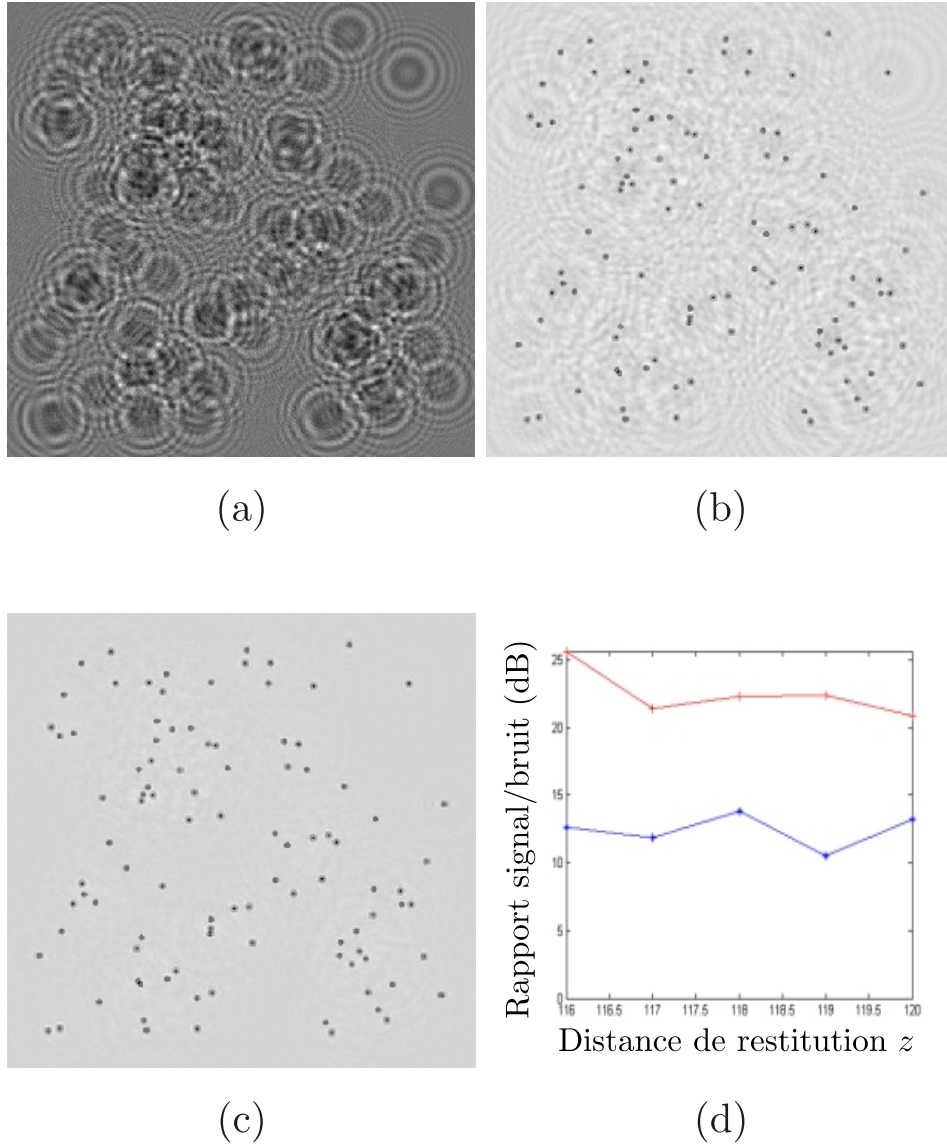 (a)
(b)
Rapport signal/bruit (dB)
25
20
15
10
5
0
116 116.5 117 117.5 118 118.5 119 119.5 120
Distance de restitution z
(c)
(d)